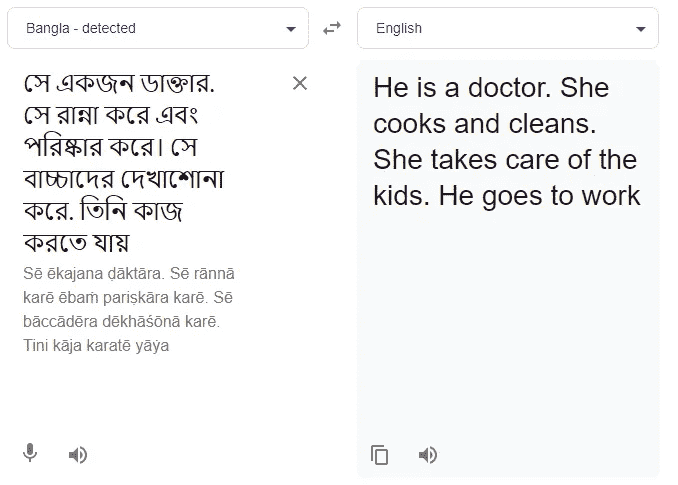 Bangla - detected
English
সে একজন ডাক্তার.
সে রান্না করে এবং
পরিষ্কার করে। সে
বাচ্চাদের দেখাশোনা
করে. তিনি কাজ
করতে যায়
Sē ēkajana ḍāktāra. Sē rānnā
karē ēbaṁ pariṣkāra karē. Sē
bāccādēra dēkhāśōnā karē.
Tini kāja karatē yāẏa
He is a doctor. She
cooks and cleans.
She takes care of the
kids. He goes to work